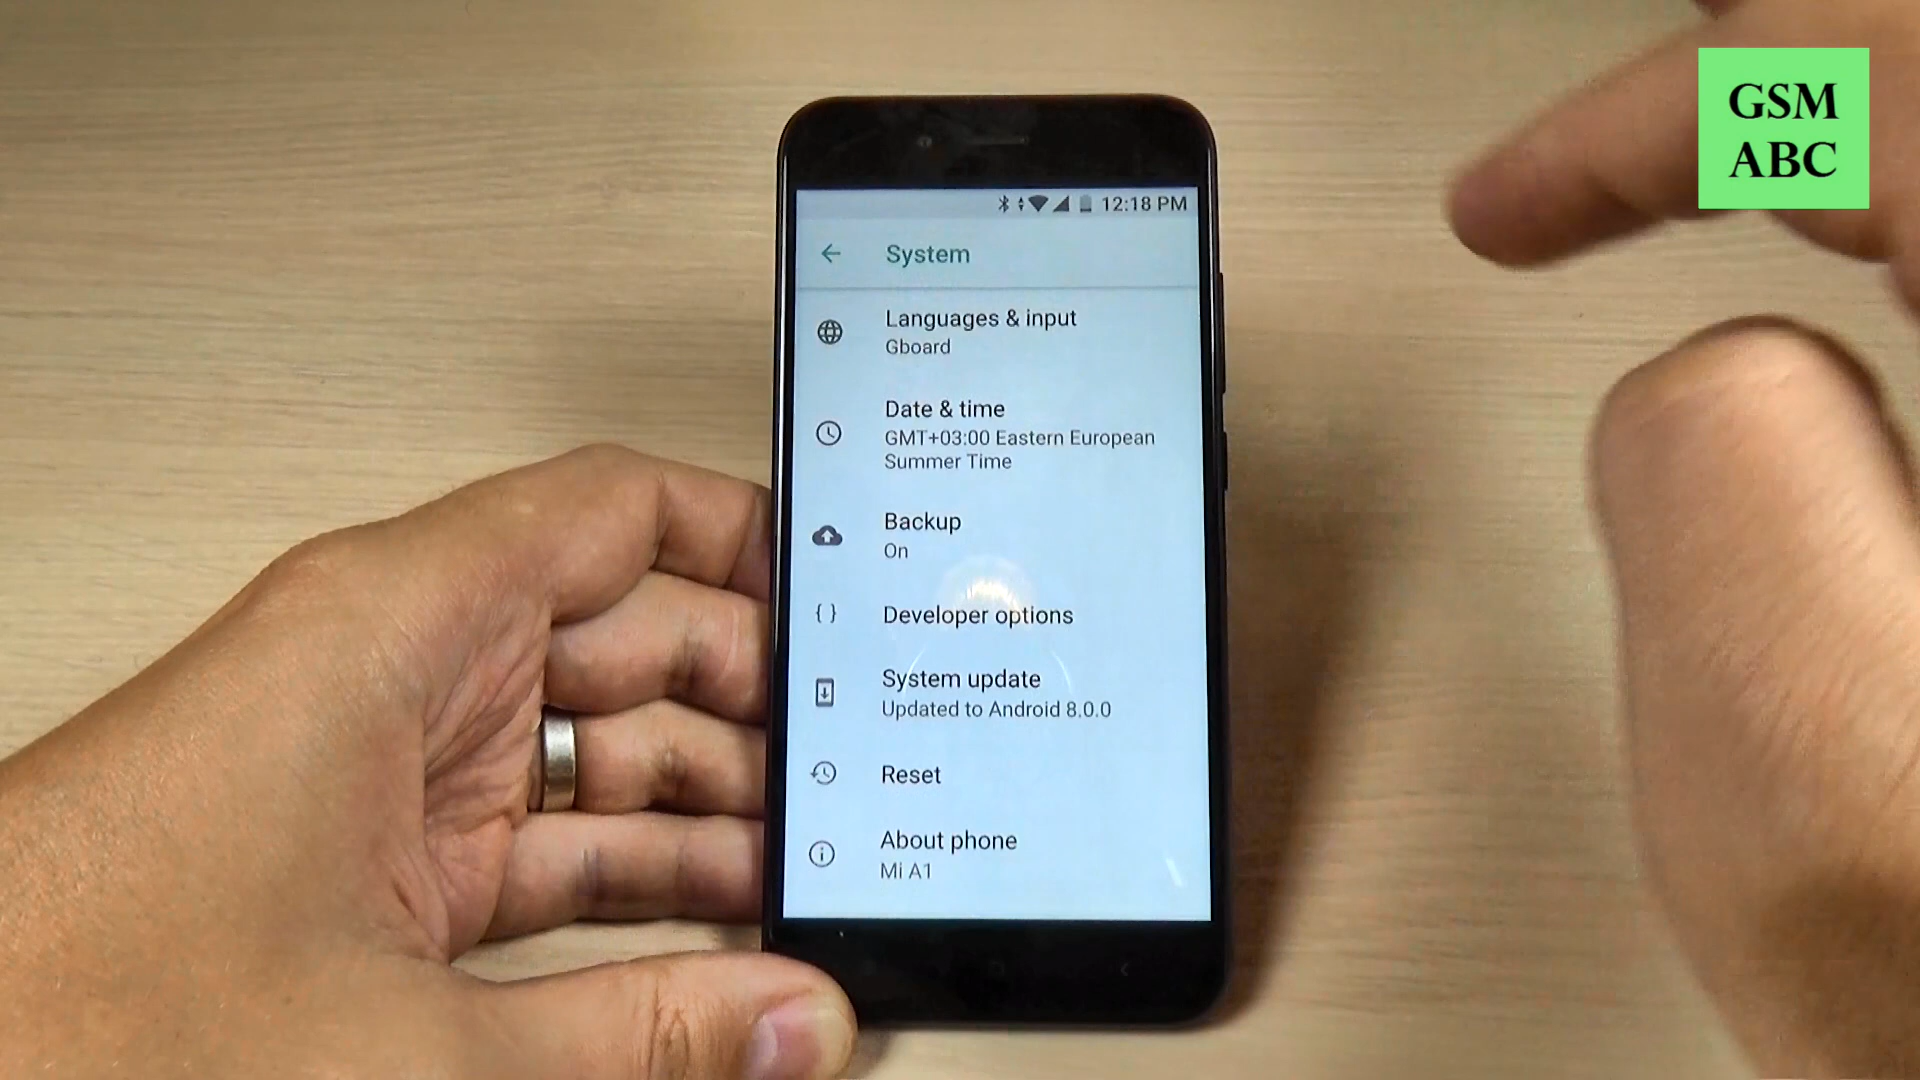 GSM
ABC
12:18 PM
System
Languages & input
Gboard
Date & time
GMT+03:00 Eastern European
Summer Time
Backup
On
{ } Developer options
System update
Updated to Android 8.0.0
Reset
About phone
Mi A1